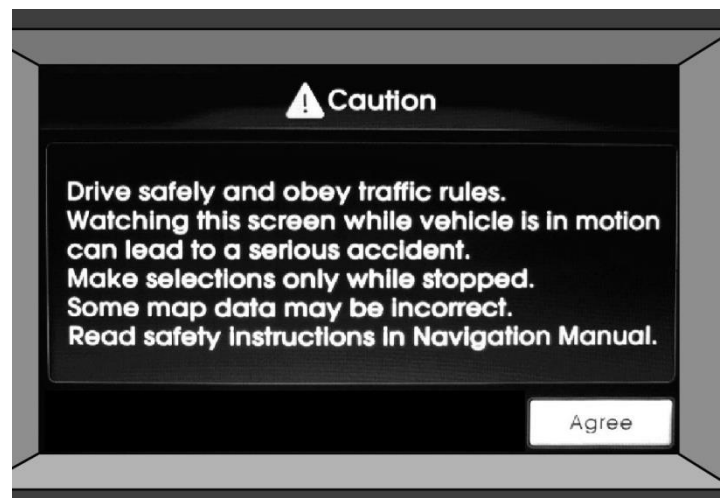 Caution
Drive safely and obey traffic rules.
Watching this screen while vehicle is in motion
can lead to a serious accident.
Make selections only while stopped.
Some map data may be incorrect.
Read safety instructions in Navigation Manual.
Agree